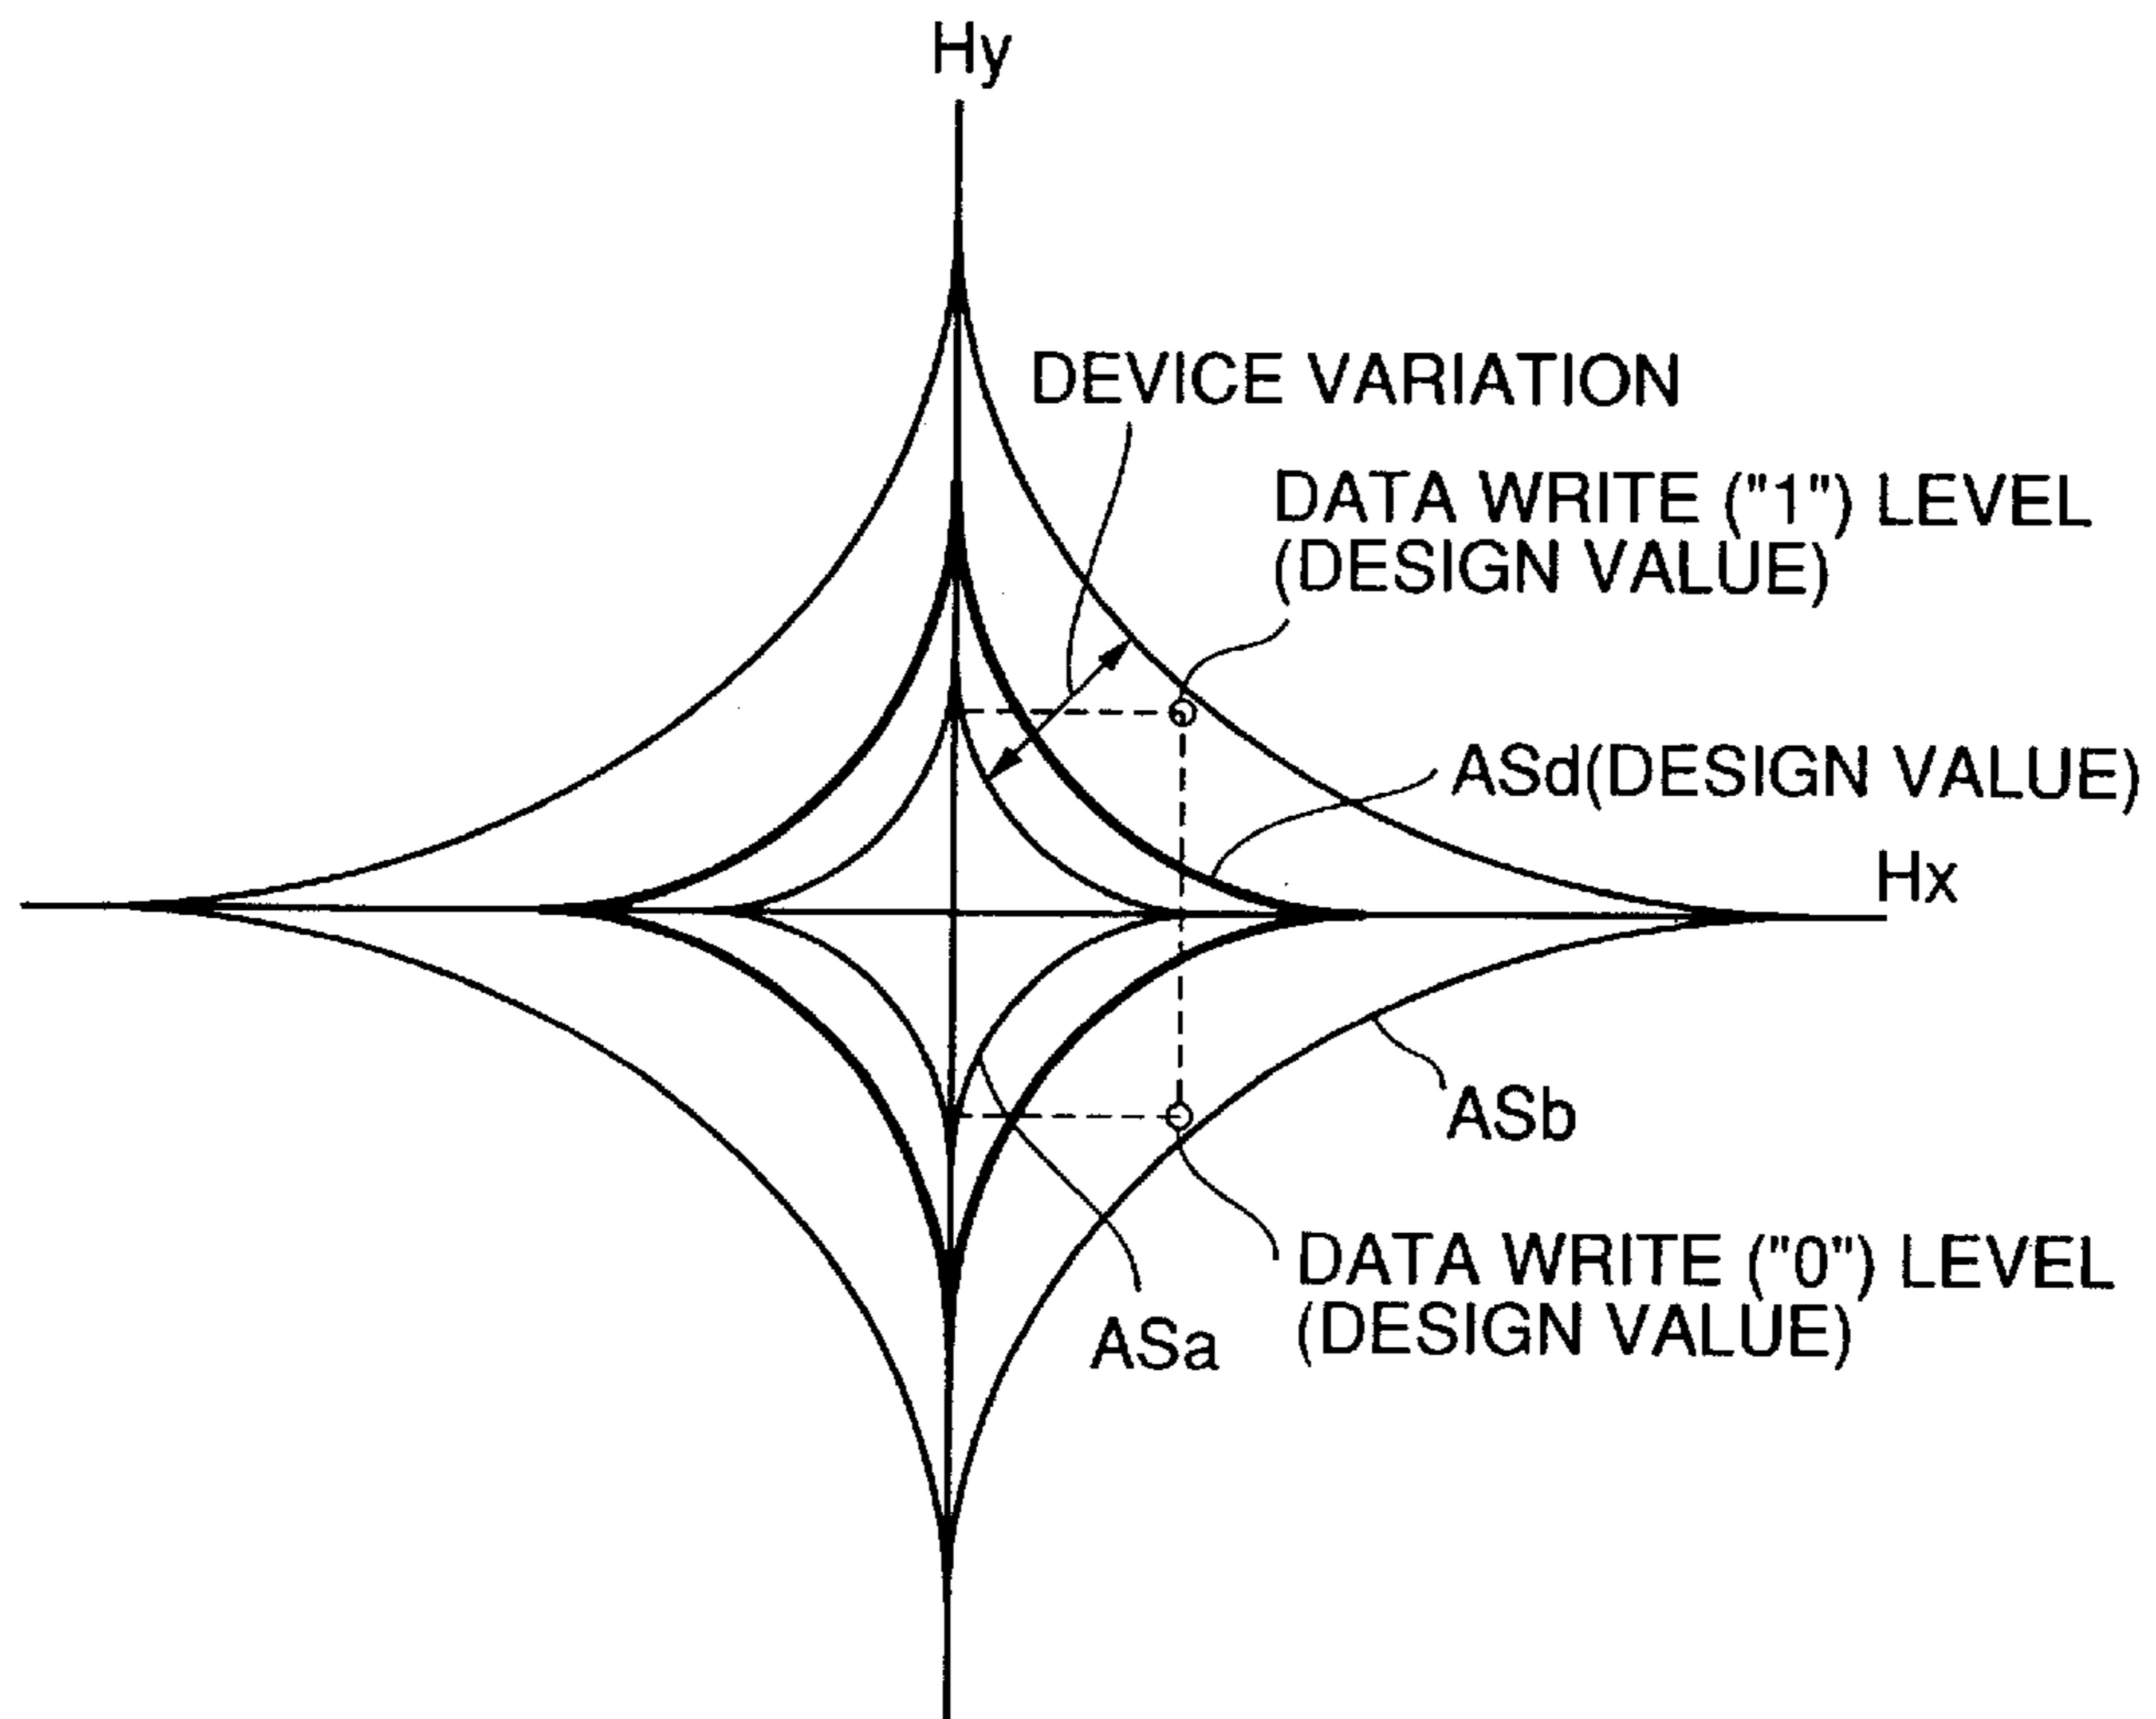 Hy
DEVICE VARIATION
DATA WRITE ("1") LEVEL
(DESIGN VALUE)
ASd(DESIGN VALUE)
Hx
ASb
DATA WRITE ("0") LEVEL
(DESIGN VALUE)
ASa